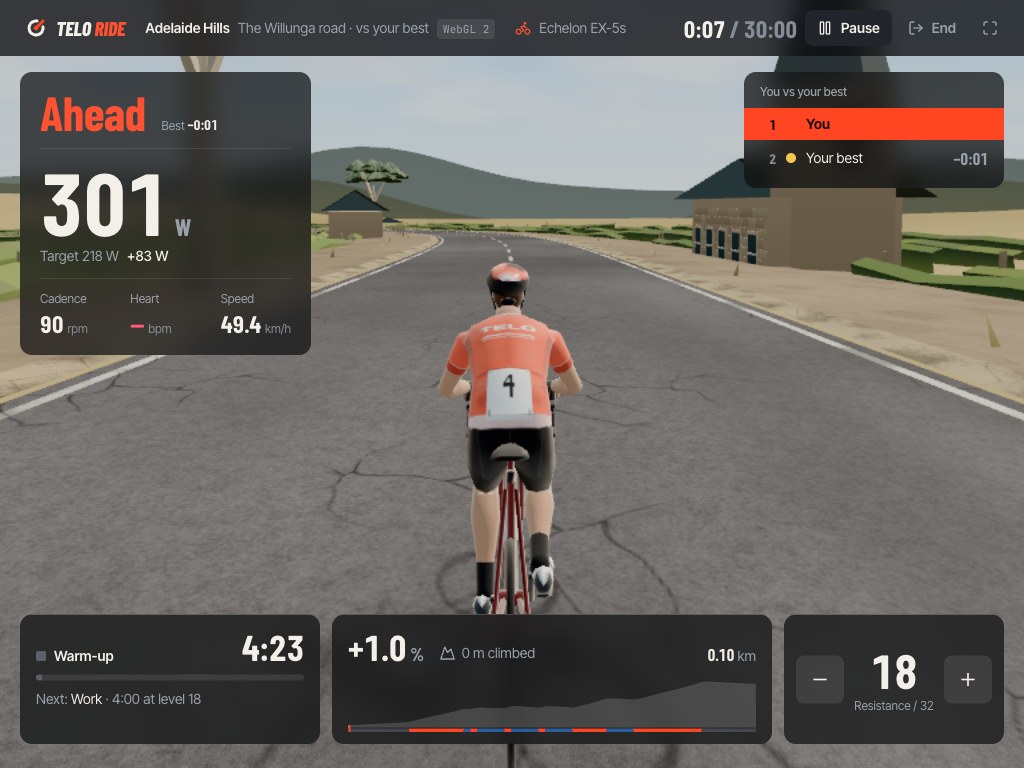 TELO RIDE Adelaide Hills The Willunga road · vs your best WebGL 2 Echelon EX-5s 0:07 / 30:00 Pause End
Ahead Best −0:01
301 W
Target 218 W +83 W
Cadence Heart Speed
90 rpm – bpm 49.4 km/h
You vs your best
1 You
2 Your best −0:01
TELO
4
Warm-up 4:23
Next: Work · 4:00 at level 18
+1.0 % 0 m climbed 0.10 km
− 18 +
Resistance / 32